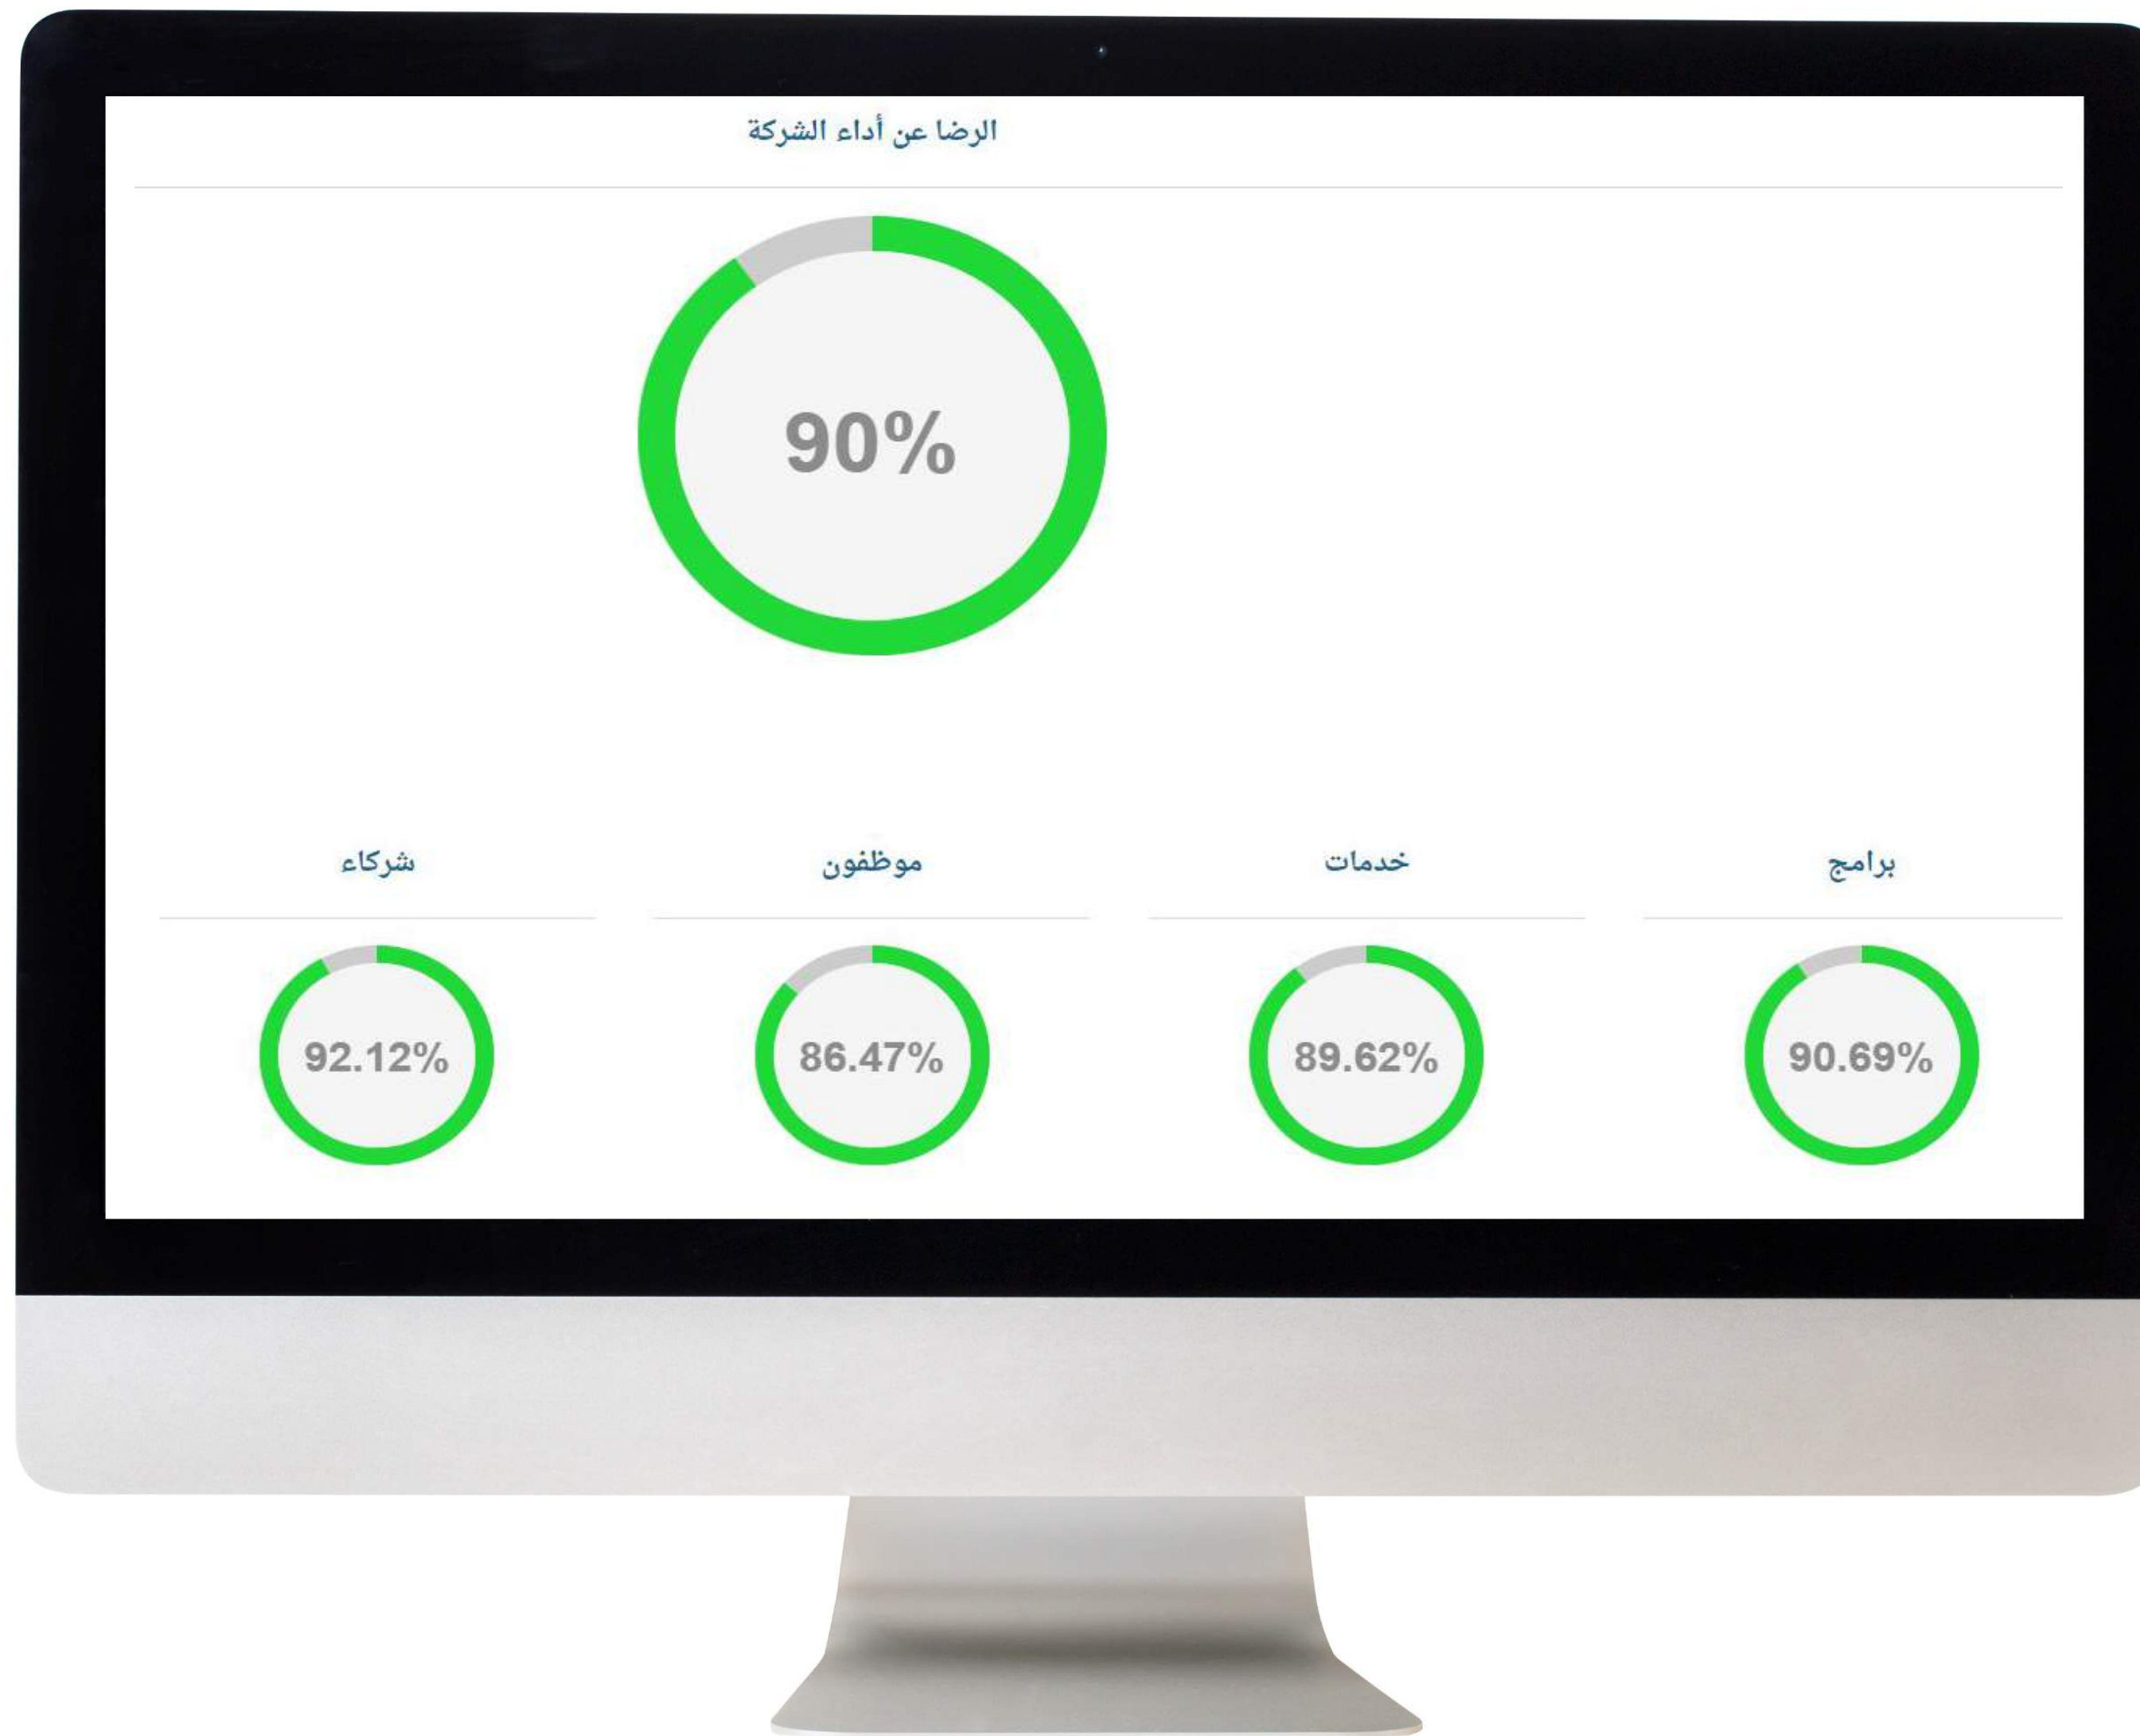 الرضا عن أداء الشركة
90%
برامج
خدمات
موظفون
شركاء
90.69%
89.62%
86.47%
92.12%